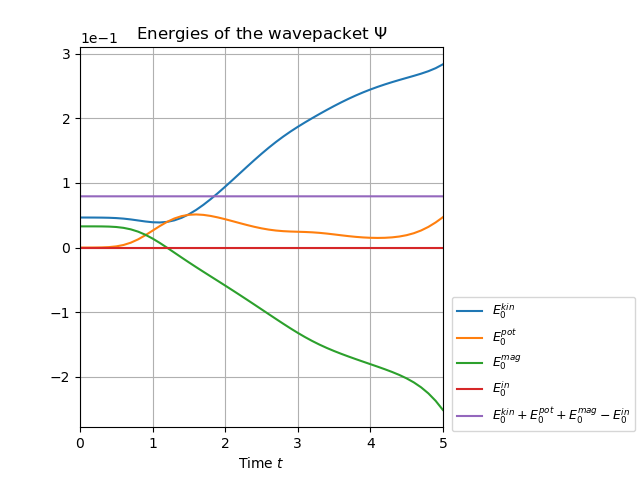 Energies of the wavepacket Ψ
1e−1
3
2
1
0
−1
−2
0 1 2 3 4 5
Time t
E_0^{kin}
E_0^{pot}
E_0^{mag}
E_0^{in}
E_0^{kin} + E_0^{pot} + E_0^{mag} − E_0^{in}